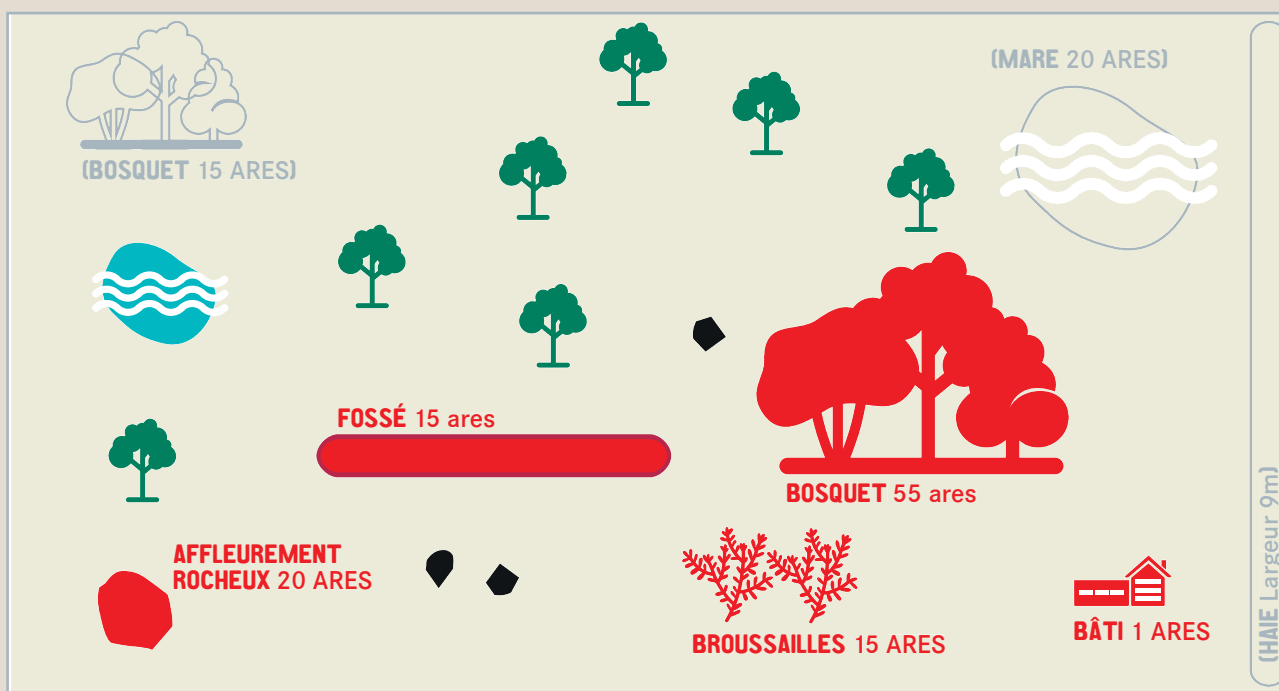 (MARE 20 ARES)
(BOSQUET 15 ARES)
FOSSÉ 15 ares
BOSQUET 55 ares
AFFLEUREMENT
ROCHEUX 20 ARES
BROUSSAILLES 15 ARES
BÂTI 1 ARES
(HAIE Largeur 9m)